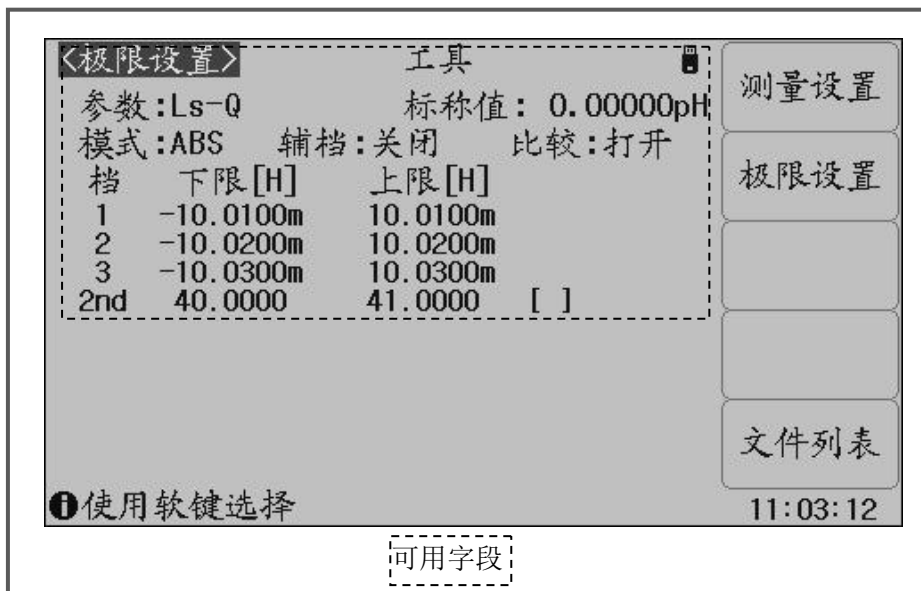 <极限设置> 工具
参数:Ls-Q 标称值: 0.00000pH
模式:ABS 辅档:关闭 比较:打开
档 下限[H] 上限[H]
1 -10.0100m 10.0100m
2 -10.0200m 10.0200m
3 -10.0300m 10.0300m
2nd 40.0000 41.0000 [ ]
测量设置
极限设置
文件列表
使用软键选择 11:03:12
可用字段